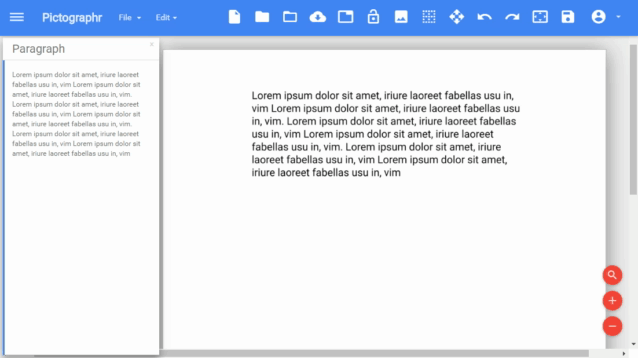 Pictographr File Edit
Paragraph
×
Lorem ipsum dolor sit amet, iriure laoreet
fabellas usu in, vim Lorem ipsum dolor sit
amet, iriure laoreet fabellas usu in, vim.
Lorem ipsum dolor sit amet, iriure laoreet
fabellas usu in, vim Lorem ipsum dolor sit
amet, iriure laoreet fabellas usu in, vim.
Lorem ipsum dolor sit amet, iriure laoreet
fabellas usu in, vim Lorem ipsum dolor sit
amet, iriure laoreet fabellas usu in, vim
Lorem ipsum dolor sit amet, iriure laoreet fabellas usu in,
vim Lorem ipsum dolor sit amet, iriure laoreet fabellas usu
in, vim. Lorem ipsum dolor sit amet, iriure laoreet fabellas
usu in, vim Lorem ipsum dolor sit amet, iriure laoreet
fabellas usu in, vim. Lorem ipsum dolor sit amet, iriure
laoreet fabellas usu in, vim Lorem ipsum dolor sit amet,
iriure laoreet fabellas usu in, vim